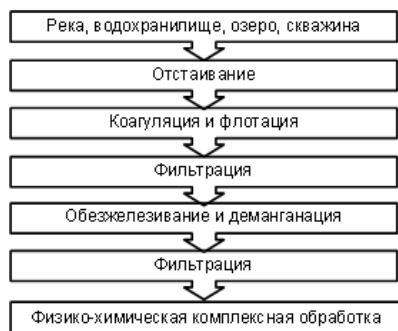 Река, водохранилище, озеро, скважина
Отстаивание
Коагуляция и флотация
Фильтрация
Обезжелезивание и деманганация
Фильтрация
Физико-химическая комплексная обработка